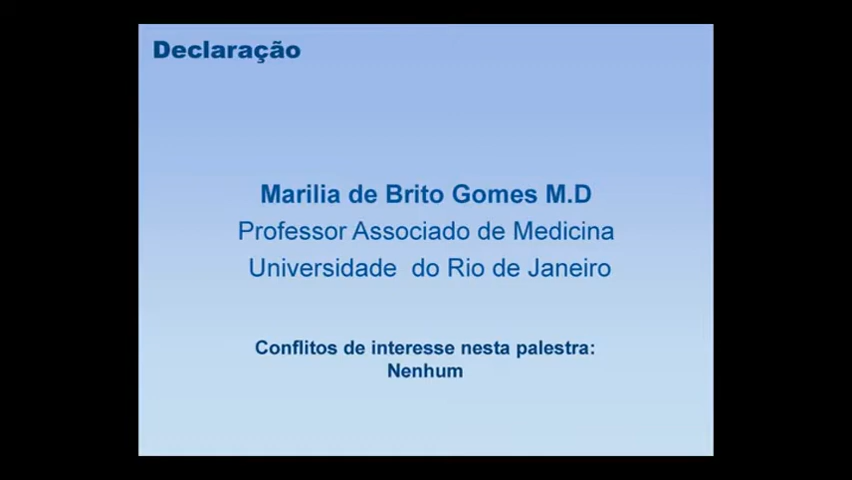 Declaração
Marilia de Brito Gomes M.D
Professor Associado de Medicina
Universidade do Rio de Janeiro
Conflitos de interesse nesta palestra:
Nenhum